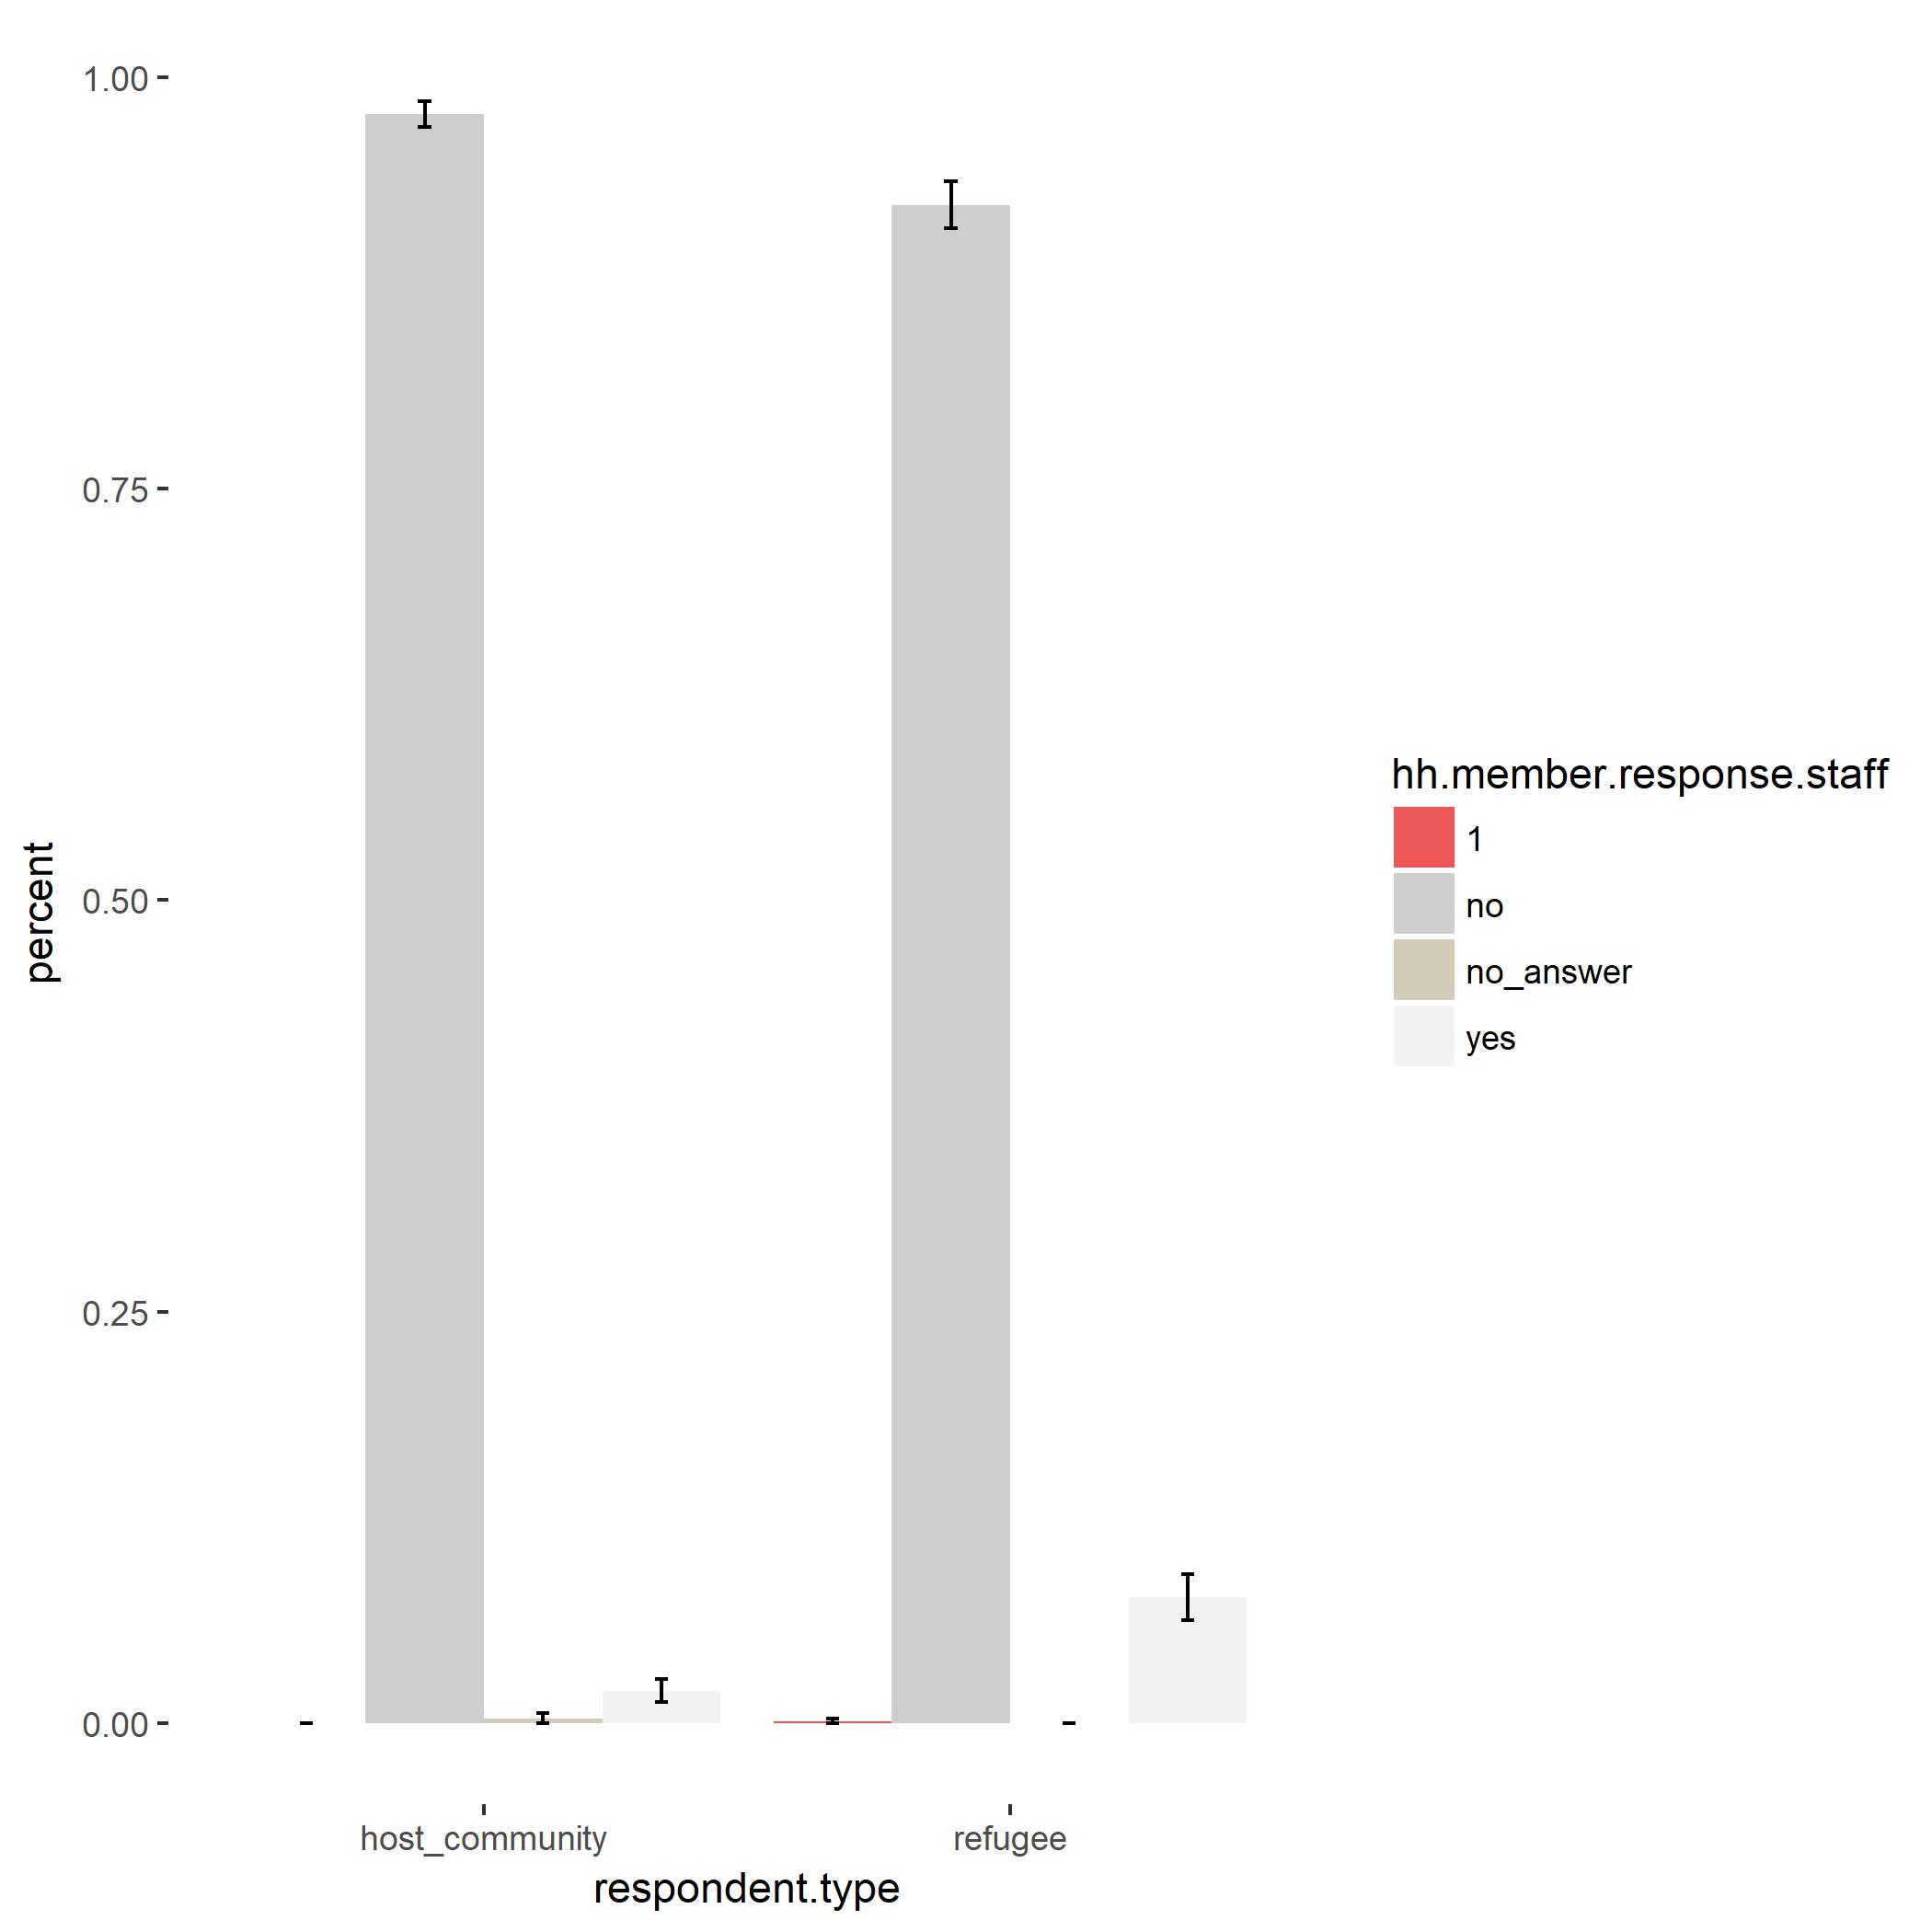 1.00
0.75
0.50
0.25
0.00
percent
host_community
refugee
respondent.type
hh.member.response.staff
1
no
no_answer
yes